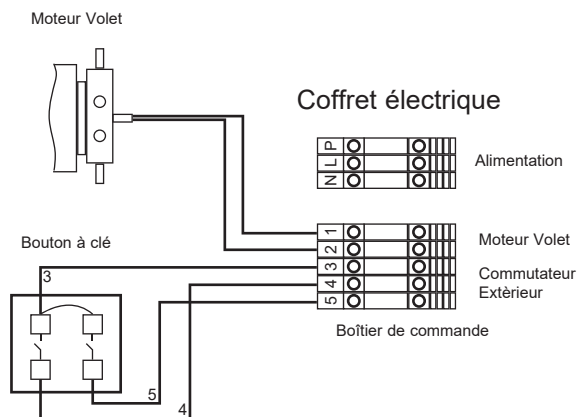 Moteur Volet
Coffret électrique
P
L
N
Alimentation
1
2
3
4
5
Moteur Volet
Commutateur
Extèrieur
Boîtier de commande
Bouton à clé
3
5
4